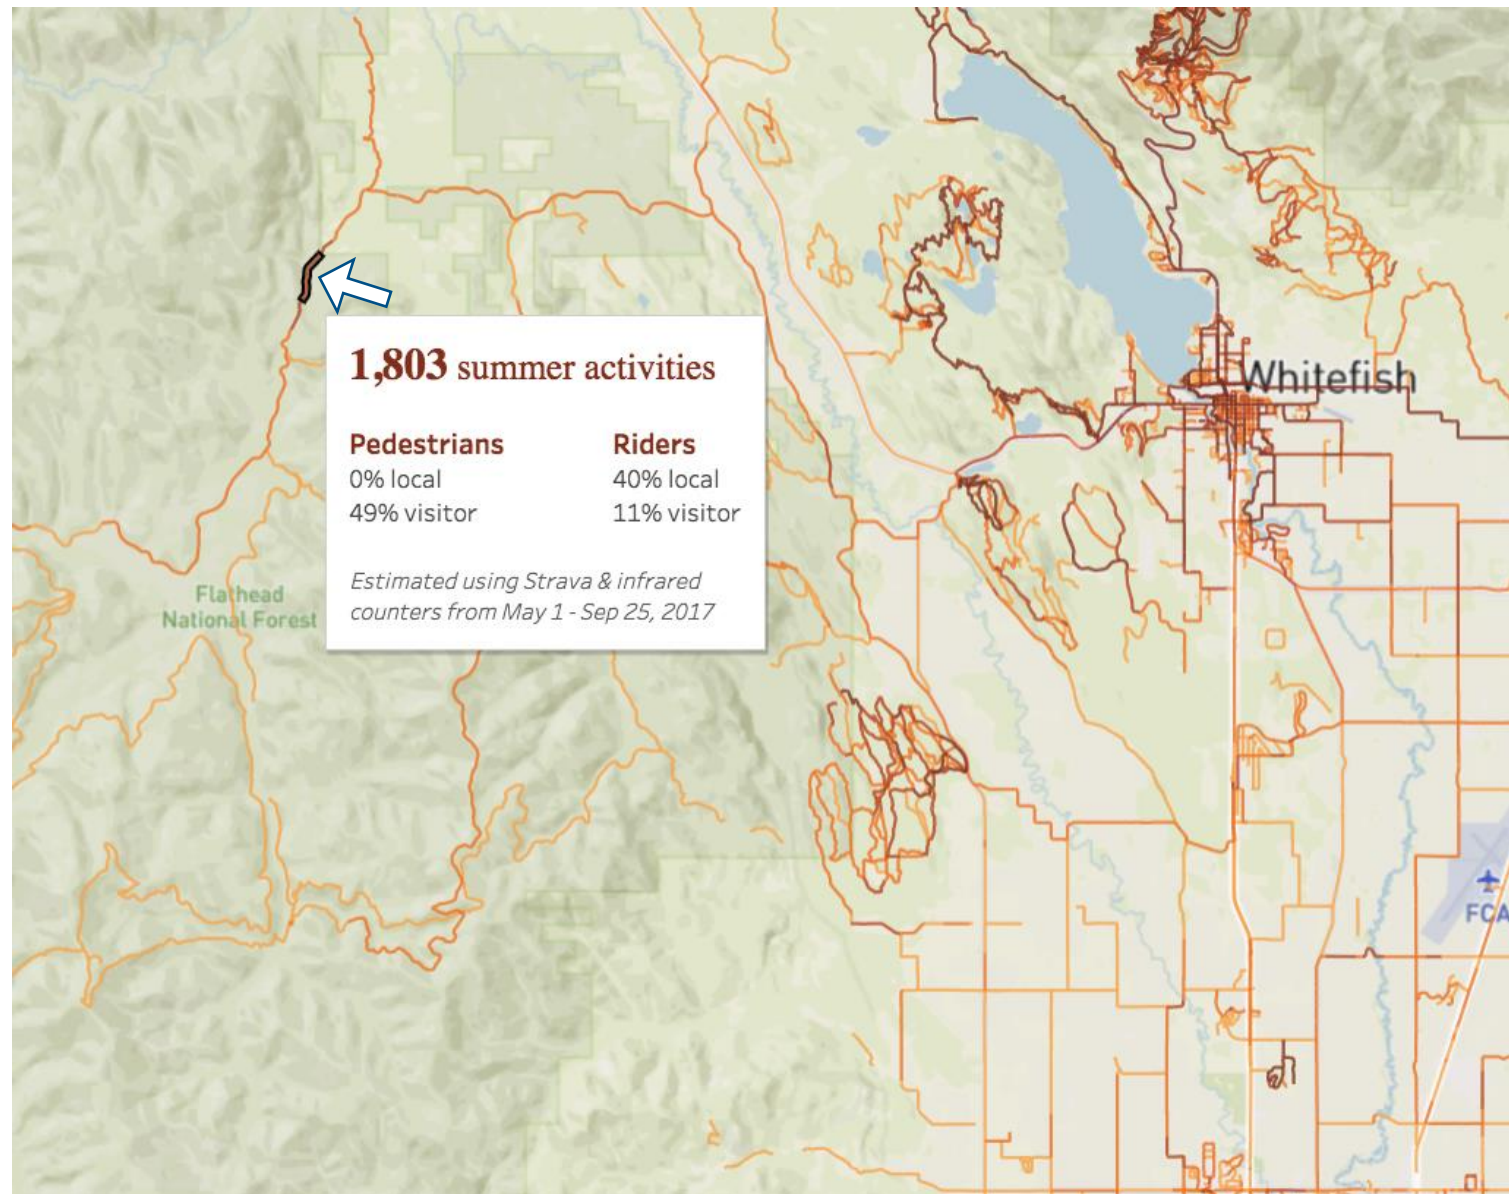 Whitefish
1,803 summer activities
Pedestrians Riders
0% local 40% local
49% visitor 11% visitor
Estimated using Strava & infrared
counters from May 1 - Sep 25, 2017
Flathead
National Forest
FCA